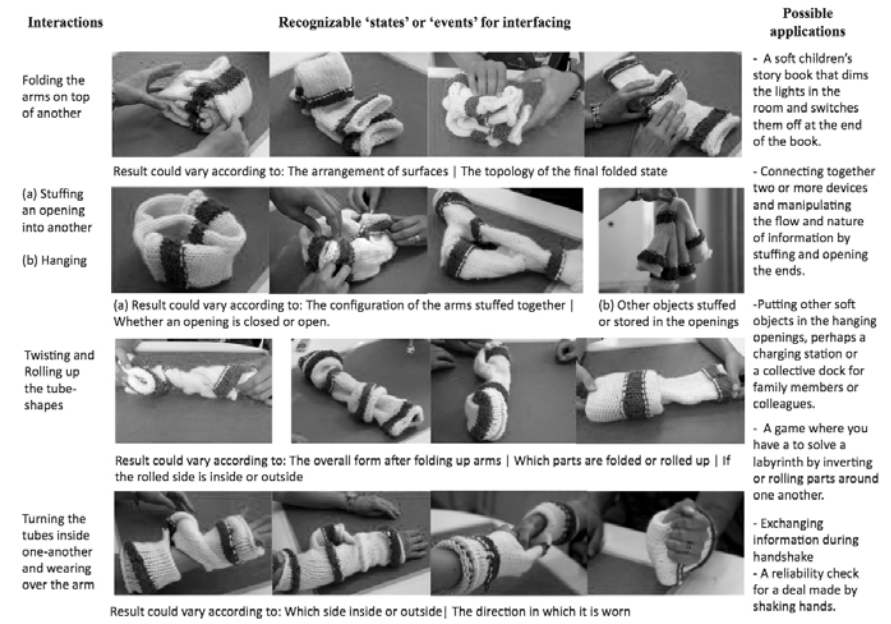 Interactions
Recognizable ‘states’ or ‘events’ for interfacing
Possible
applications
Folding the
arms on top
of another
Result could vary according to: The arrangement of surfaces | The topology of the final folded state
- A soft children’s
story book that dims
the lights in the
room and switches
them off at the end
of the book.
(a) Stuffing
an opening
into another
(b) Hanging
(a) Result could vary according to: The configuration of the arms stuffed together |
Whether an opening is closed or open.
(b) Other objects stuffed
or stored in the openings
- Connecting together
two or more devices
and manipulating
the flow and nature
of information by
stuffing and opening
the ends.
-Putting other soft
objects in the hanging
openings, perhaps a
charging station or
a collective dock for
family members or
colleagues.
Twisting and
Rolling up
the tube-
shapes
Result could vary according to: The overall form after folding up arms | Which parts are folded or rolled up | If
the rolled side is inside or outside
- A game where you
have a to solve a
labyrinth by inverting
or rolling parts around
one another.
Turning the
tubes inside
one-another
and wearing
over the arm
Result could vary according to: Which side inside or outside| The direction in which it is worn
- Exchanging
information during
handshake
- A reliability check
for a deal made by
shaking hands.